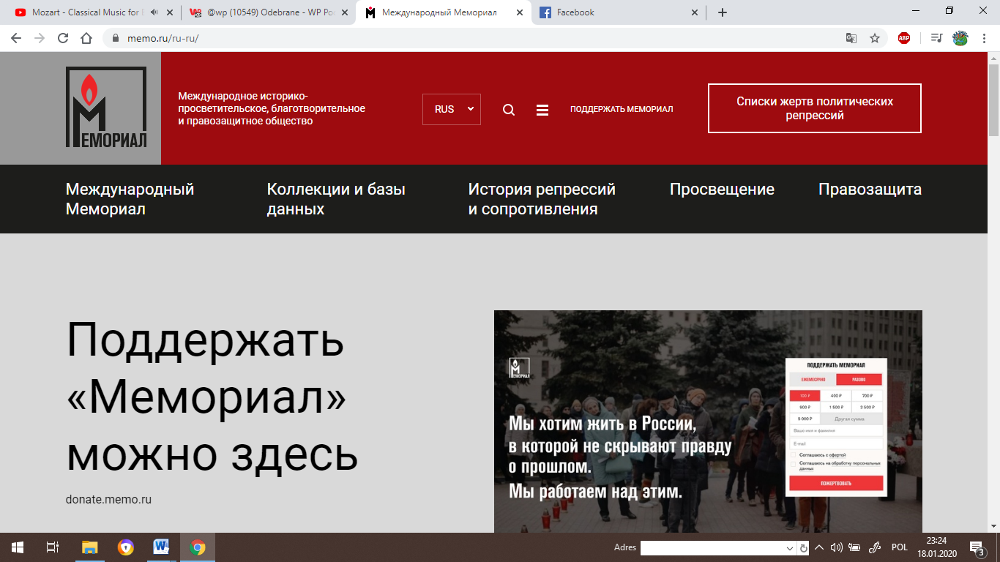 Mozart - Classical Music for B
@wp (10549) Odebrane - WP Poc
Международный Мемориал
Facebook
memo.ru/ru-ru/
ABP
МЕМОРИАЛ
Международное историко-
просветительское, благотворительное
и правозащитное общество
RUS
ПОДДЕРЖАТЬ МЕМОРИАЛ
Списки жертв политических
репрессий
Международный
Мемориал
Коллекции и базы
данных
История репрессий
и сопротивления
Просвещение
Правозащита
Поддержать
«Мемориал»
можно здесь
donate.memo.ru
МЕМОРИАЛ
Мы хотим жить в России,
в которой не скрывают правду
о прошлом.
Мы работаем над этим.
ПОДДЕРЖАТЬ МЕМОРИАЛ
ЕЖЕМЕСЯЧНО РАЗОВО
100 ₽ 400 ₽ 700 ₽
900 ₽ 1 500 ₽ 2 500 ₽
5 000 ₽ Другая сумма
Ваше имя и фамилия
E-mail
Соглашаюсь с офертой
Соглашаюсь на обработку персональных
данных
ПОЖЕРТВОВАТЬ
Adres
POL
23:24
18.01.2020
3